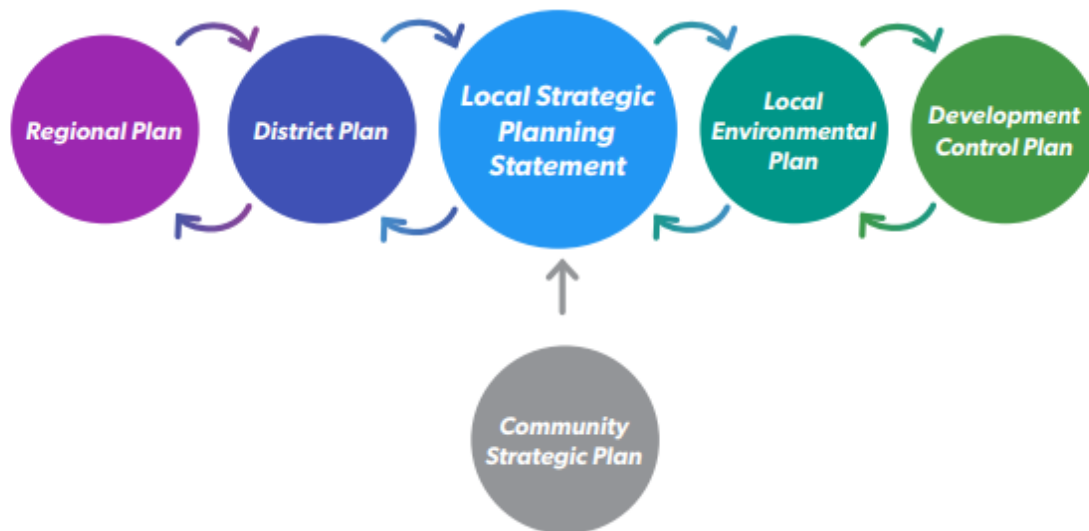 Regional Plan
District Plan
Local Strategic
Planning
Statement
Local
Environmental
Plan
Development
Control Plan
Community
Strategic Plan